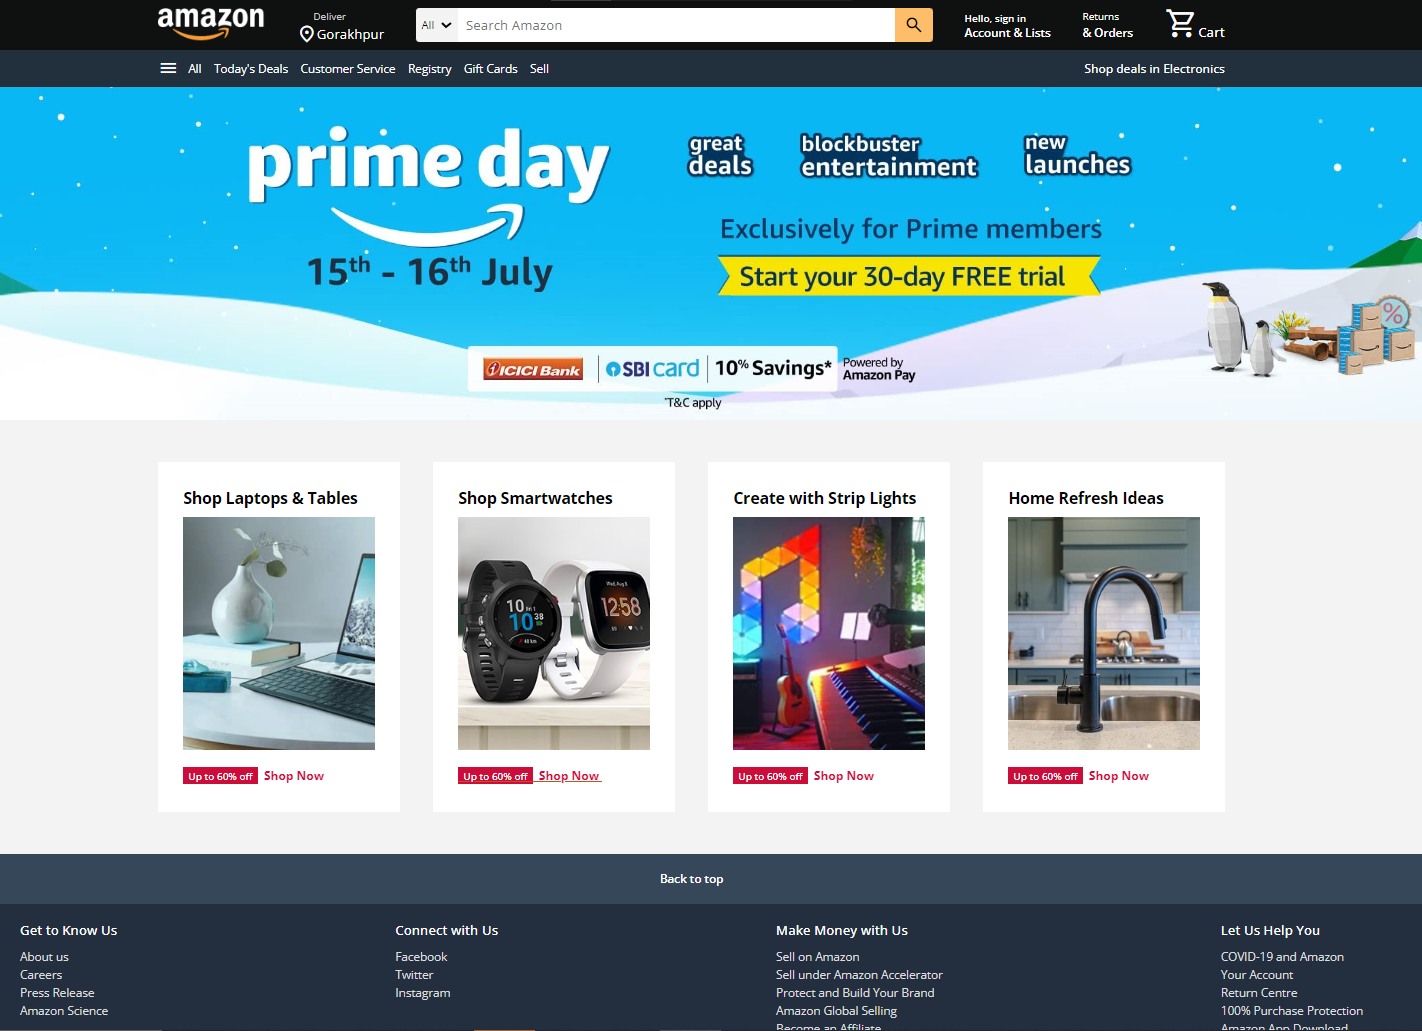 amazon
Deliver
Gorakhpur
All
Search Amazon
Hello, sign in
Account & Lists
Returns
& Orders
Cart
All
Today's Deals
Customer Service
Registry
Gift Cards
Sell
Shop deals in Electronics
prime day
15th - 16th July
great
deals
blockbuster
entertainment
new
launches
Exclusively for Prime members
Start your 30-day FREE trial
ICICI Bank
SBI card
10% Savings*
Powered by
Amazon Pay
*T&C apply
Shop Laptops & Tables
Shop Smartwatches
Create with Strip Lights
Home Refresh Ideas
10
10
38
48 km
Wed, Aug 8
12:58
Up to 60% off Shop Now
Up to 60% off Shop Now
Up to 60% off Shop Now
Up to 60% off Shop Now
Back to top
Get to Know Us
About us
Careers
Press Release
Amazon Science
Connect with Us
Facebook
Twitter
Instagram
Make Money with Us
Sell on Amazon
Sell under Amazon Accelerator
Protect and Build Your Brand
Amazon Global Selling
Become an Affiliate
Let Us Help You
COVID-19 and Amazon
Your Account
Return Centre
100% Purchase Protection
Amazon App Download